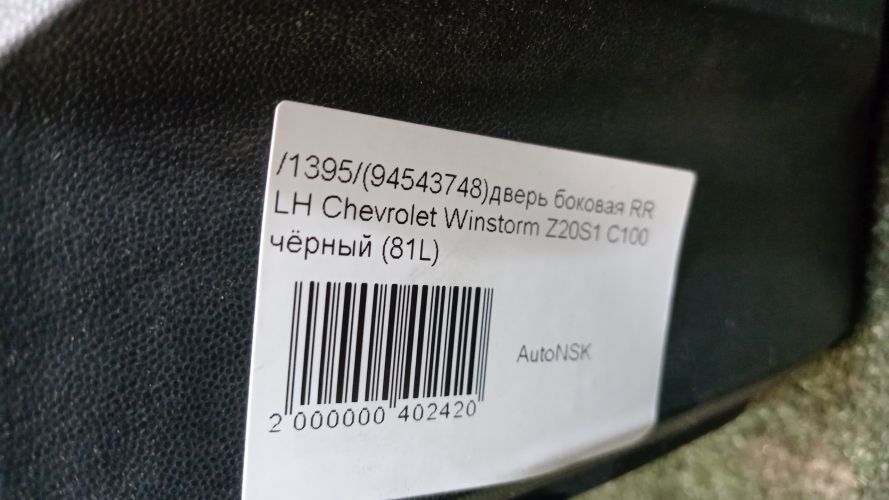 /1395/(94543748)дверь боковая RR
LH Chevrolet Winstorm Z20S1 C100
чёрный (81L)
AutoNSK
2 000000 402420